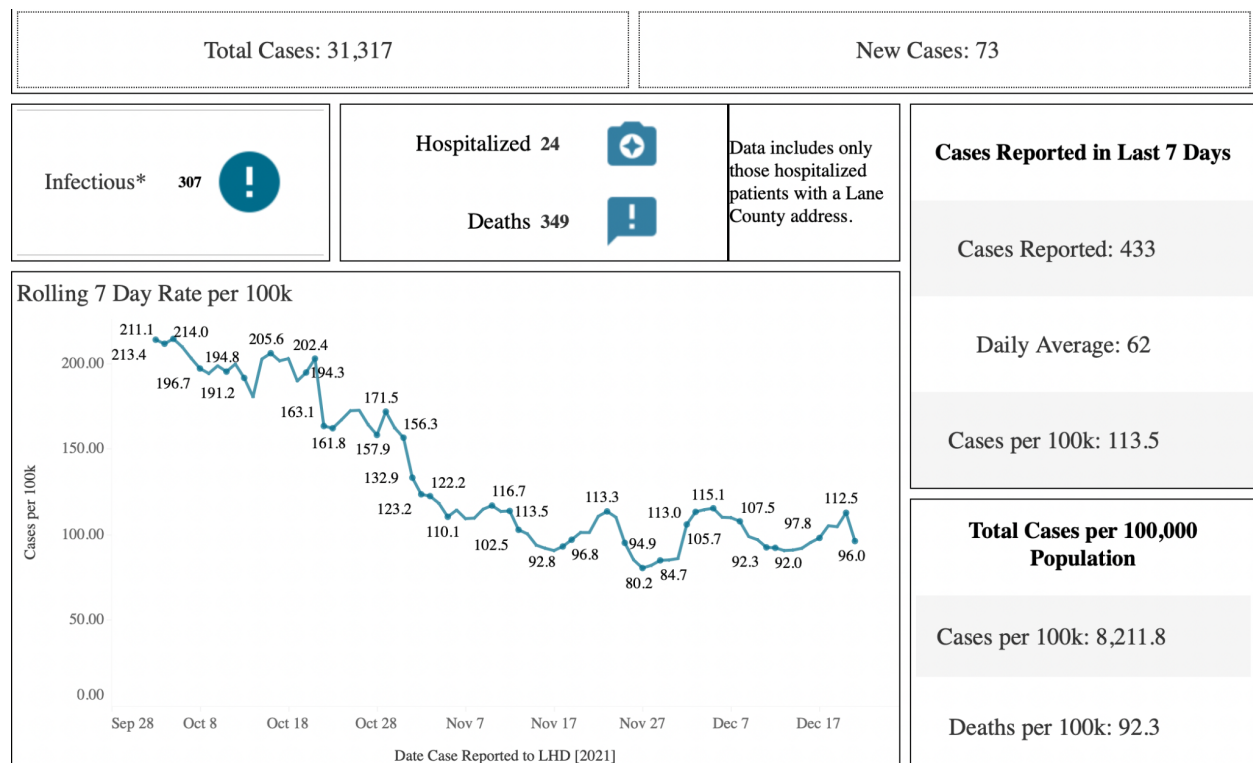 Total Cases: 31,317
New Cases: 73
Infectious* 307
Hospitalized 24
Deaths 349
Data includes only
those hospitalized
patients with a Lane
County address.
Cases Reported in Last 7 Days
Cases Reported: 433
Daily Average: 62
Cases per 100k: 113.5
Total Cases per 100,000
Population
Cases per 100k: 8,211.8
Deaths per 100k: 92.3
Rolling 7 Day Rate per 100k
Cases per 100k
200.00
150.00
100.00
50.00
0.00
211.1
213.4
214.0
196.7
194.8
191.2
205.6
202.4
194.3
163.1
161.8
171.5
157.9
156.3
132.9
123.2
122.2
110.1
116.7
113.5
102.5
92.8
96.8
113.3
94.9
80.2
84.7
113.0
105.7
115.1
107.5
92.3
92.0
97.8
112.5
96.0
Sep 28
Oct 8
Oct 18
Oct 28
Nov 7
Nov 17
Nov 27
Dec 7
Dec 17
Date Case Reported to LHD [2021]